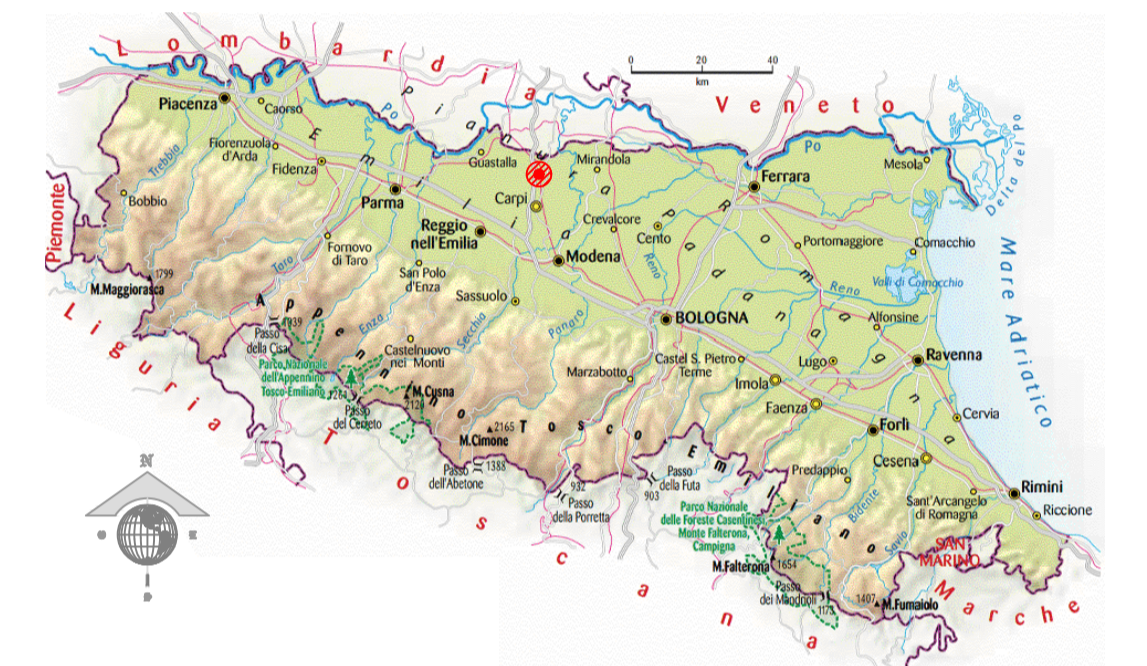 Lombardia
0 20 40
km
Veneto
Piacenza
Caorso
Po
Pianura Padana
Emilia
Po
Delta del Po
Fiorenzuola
d'Arda
Trebbia
Fidenza
Guastalla
Mirandola
Mesola
Ferrara
Piemonte
Bobbio
Parma
Carpi
Crevalcore
Cento
Romagna
Reggio
nell'Emilia
Portomaggiore
Comacchio
Fornovo
di Taro
Modena
Reno
Mare Adriatico
1799
M.Maggiorasca
Taro
San Polo
d'Enza
Valli di Comacchio
Reno
Sassuolo
Liguria
Appennino Tosco Emiliano
1039
Passo
della Cisa
Enza
Secchia
Panaro
BOLOGNA
Alfonsine
Castelnuovo
nei Monti
Castel S. Pietro
Terme
Lugo
Ravenna
Parco Nazionale
dell'Appennino
Tosco-Emiliano
1261
Marzabotto
Imola
M.Cusna
Passo
del Cerreto
Faenza
Cervia
2165
M.Cimone
Forlì
Toscana
Passo
dell'Abetone
1388
Passo
della Futa
903
Cesena
Predappio
932
Passo
della Porretta
Rimini
Riccione
Sant'Arcangelo
di Romagna
Bidente
Parco Nazionale
delle Foreste Casentinesi,
Monte Falterona,
Campigna
Savio
SAN
MARINO
M.Falterona
1654
Passo
dei Mandrioli
1173
1407
M.Fumaiolo
Marche
N
O
E
S